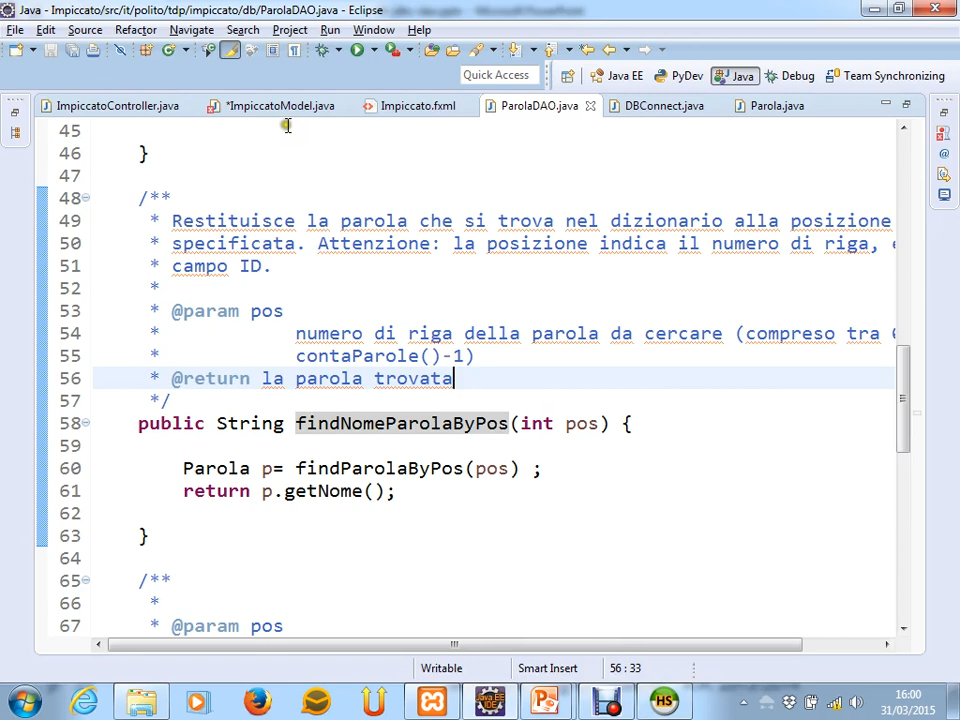 Java - Impiccato/src/it/polito/tdp/impiccato/db/ParolaDAO.java - Eclipse
File Edit Source Refactor Navigate Search Project Run Window Help
Quick Access Java EE PyDev Java Debug Team Synchronizing
ImpiccatoController.java *ImpiccatoModel.java Impiccato.fxml ParolaDAO.java DBConnect.java Parola.java
45
46 }
47
48 /**
49 * Restituisce la parola che si trova nel dizionario alla posizione
50 * specificata. Attenzione: la posizione indica il numero di riga,
51 * campo ID.
52 *
53 * @param pos
54 * numero di riga della parola da cercare (compreso tra
55 * contaParole()-1)
56 * @return la parola trovata
57 */
58 public String findNomeParolaByPos(int pos) {
59
60 Parola p= findParolaByPos(pos) ;
61 return p.getNome();
62
63 }
64
65 /**
66 *
67 * @param pos
Writable Smart Insert 56 : 33
16:00
31/03/2015